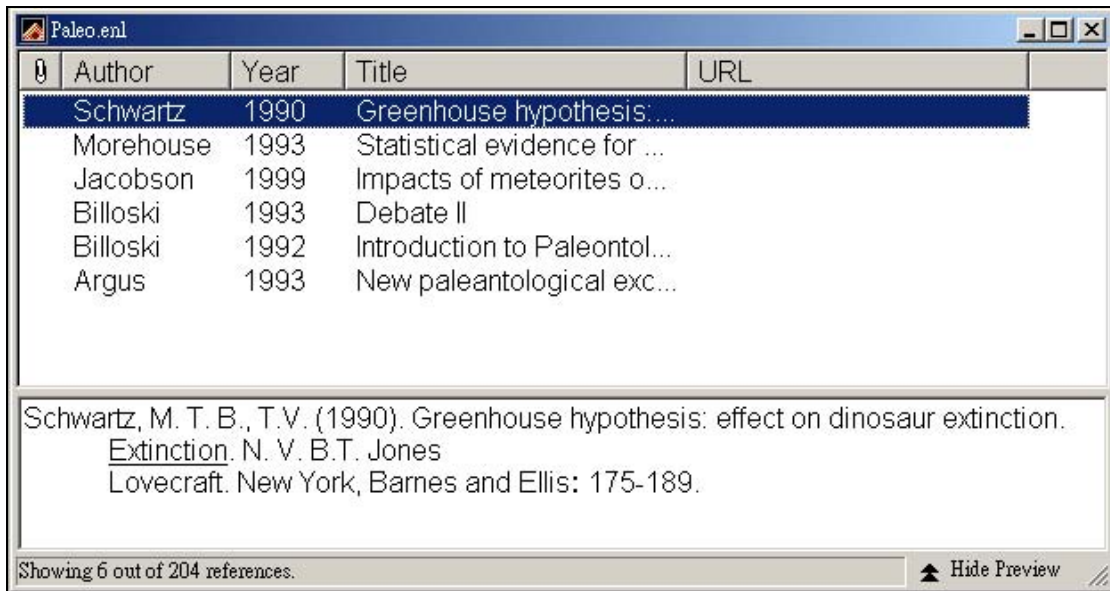 Paleo.enl
Author Year Title URL
Schwartz 1990 Greenhouse hypothesis:...
Morehouse 1993 Statistical evidence for ...
Jacobson 1999 Impacts of meteorites o...
Billoski 1993 Debate II
Billoski 1992 Introduction to Paleontol...
Argus 1993 New paleantological exc...
Schwartz, M. T. B., T.V. (1990). Greenhouse hypothesis: effect on dinosaur extinction.
Extinction. N. V. B.T. Jones
Lovecraft. New York, Barnes and Ellis: 175-189.
Showing 6 out of 204 references. Hide Preview